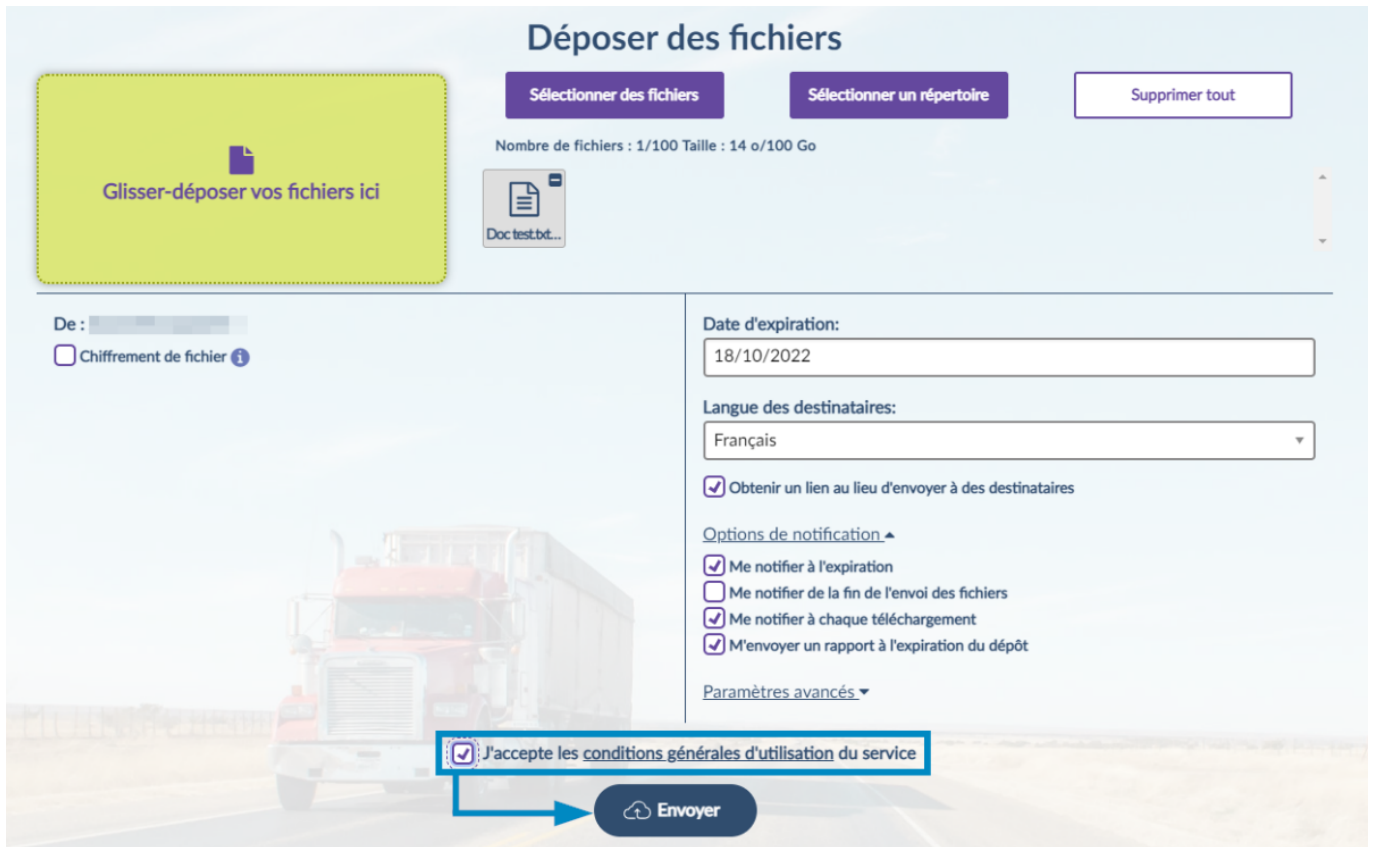 Déposer des fichiers
Sélectionner des fichiers
Sélectionner un répertoire
Supprimer tout
Glisser-déposer vos fichiers ici
Nombre de fichiers : 1/100 Taille : 14 o/100 Go
Doc test.txt...
De :
Chiffrement de fichier
Date d'expiration:
18/10/2022
Langue des destinataires:
Français
Obtenir un lien au lieu d'envoyer à des destinataires
Options de notification
Me notifier à l'expiration
Me notifier de la fin de l'envoi des fichiers
Me notifier à chaque téléchargement
M'envoyer un rapport à l'expiration du dépôt
Paramètres avancés
J'accepte les conditions générales d'utilisation du service
Envoyer